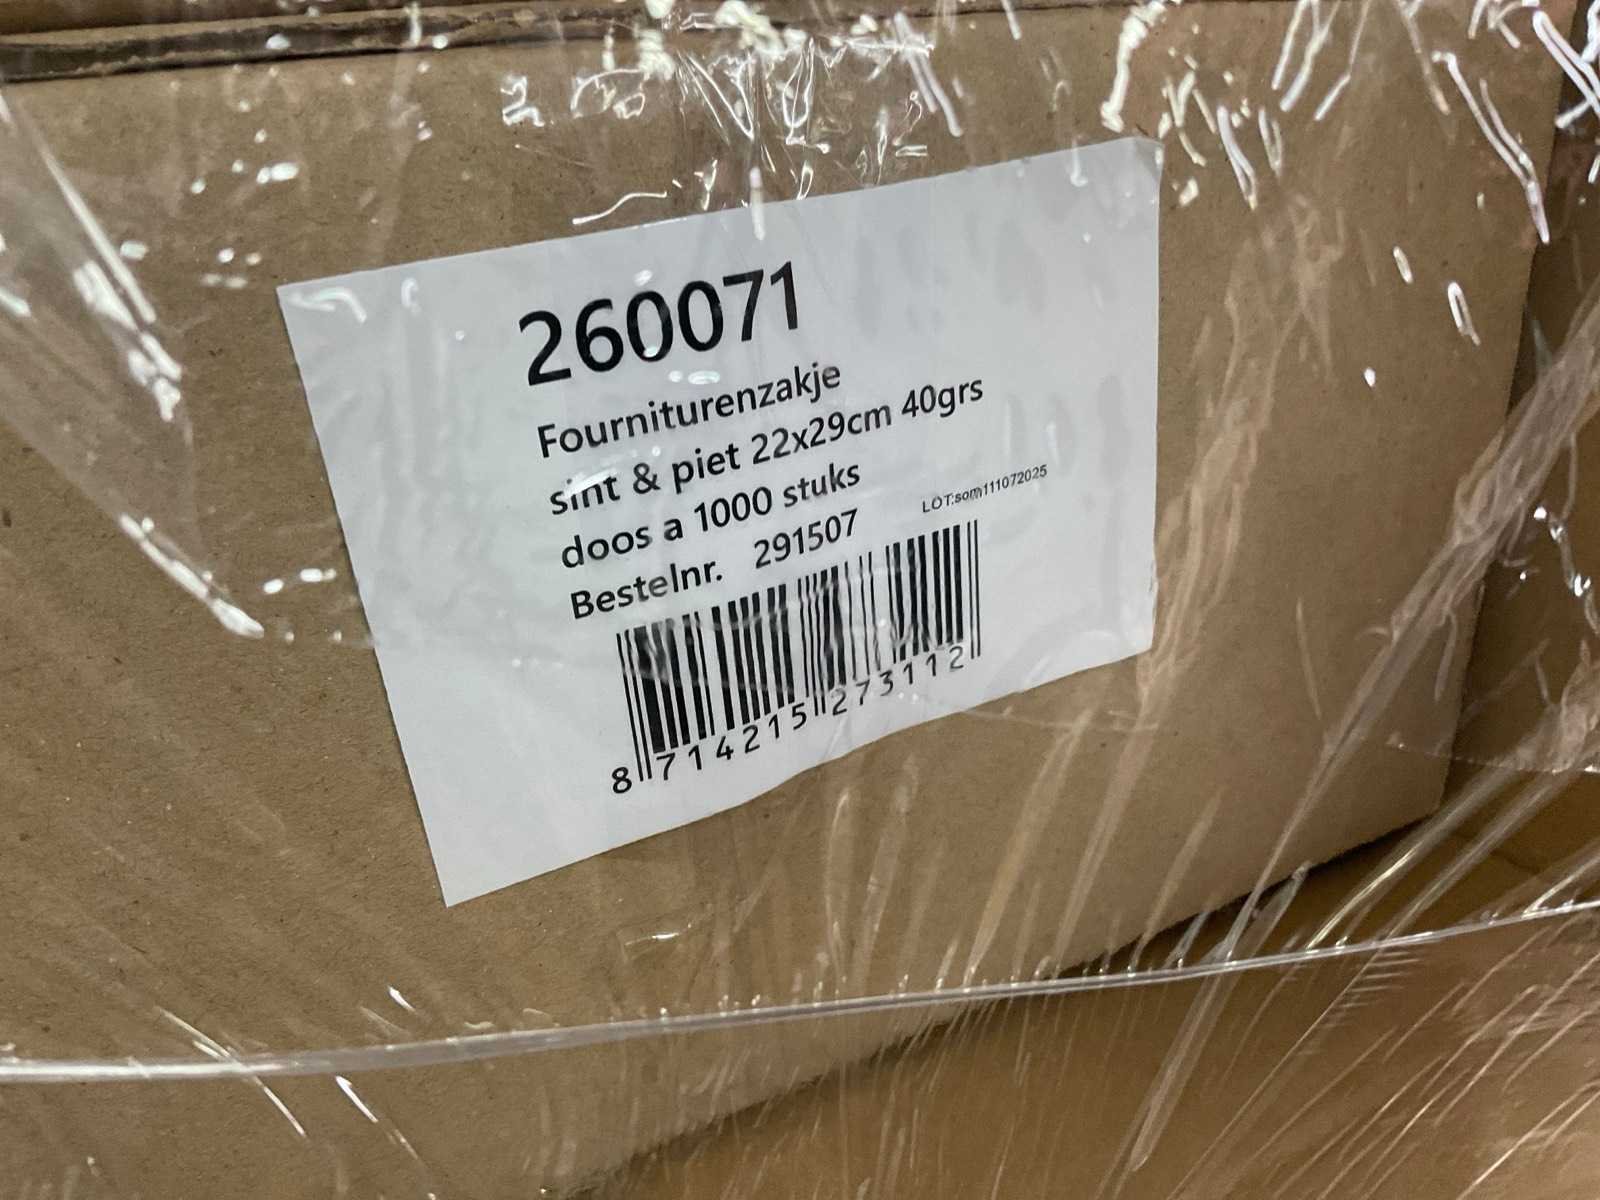 260071
Fourniturenzakje
sint & piet 22x29cm 40grs
doos a 1000 stuks
Bestelnr. 291507
LOT:som111072025
8 714215 273112